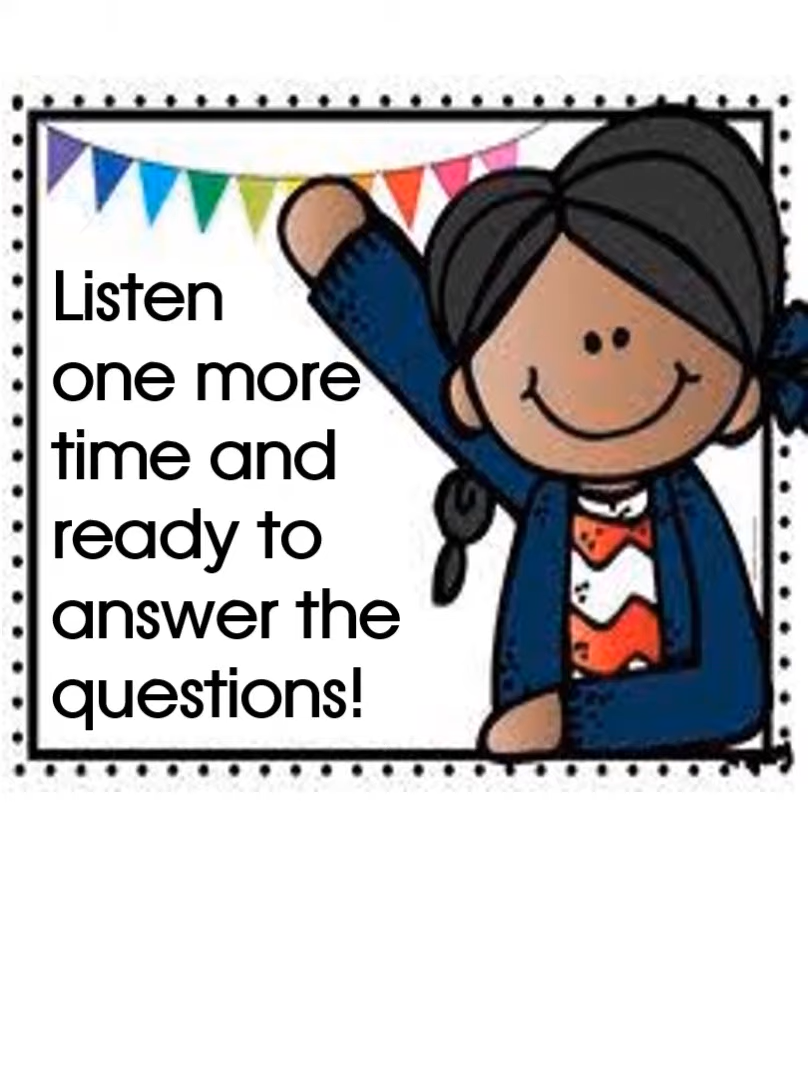 Listen
one more
time and
ready to
answer the
questions!